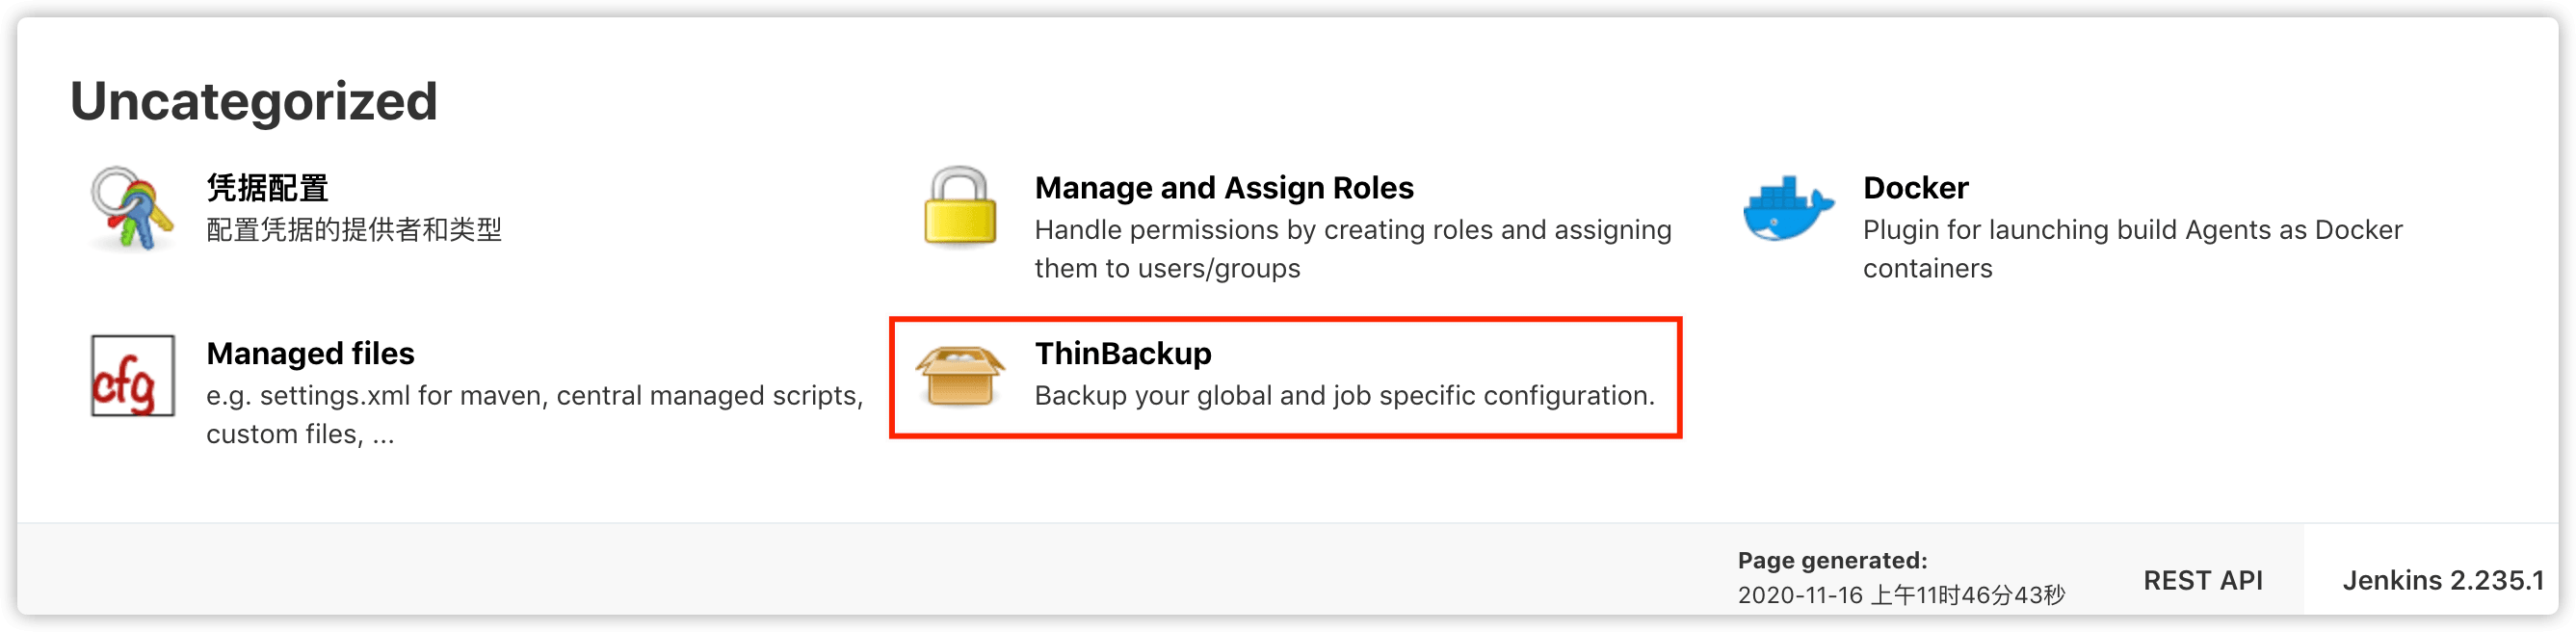 Uncategorized
凭据配置
配置凭据的提供者和类型
Manage and Assign Roles
Handle permissions by creating roles and assigning
them to users/groups
Docker
Plugin for launching build Agents as Docker
containers
cfg
Managed files
e.g. settings.xml for maven, central managed scripts,
custom files, ...
ThinBackup
Backup your global and job specific configuration.
Page generated:
2020-11-16 上午11时46分43秒
REST API
Jenkins 2.235.1